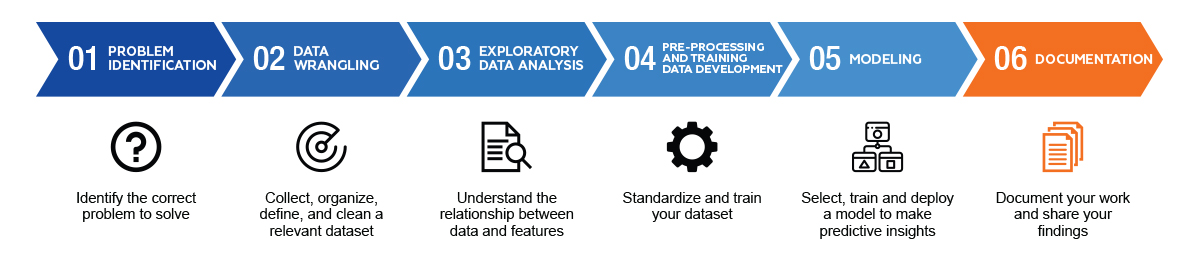 01 PROBLEM
IDENTIFICATION
02 DATA
WRANGLING
03 EXPLORATORY
DATA ANALYSIS
04 PRE-PROCESSING
AND TRAINING
DATA DEVELOPMENT
05 MODELING
06 DOCUMENTATION
Identify the correct
problem to solve
Collect, organize,
define, and clean a
relevant dataset
Understand the
relationship between
data and features
Standardize and train
your dataset
Select, train and deploy
a model to make
predictive insights
Document your work
and share your
findings